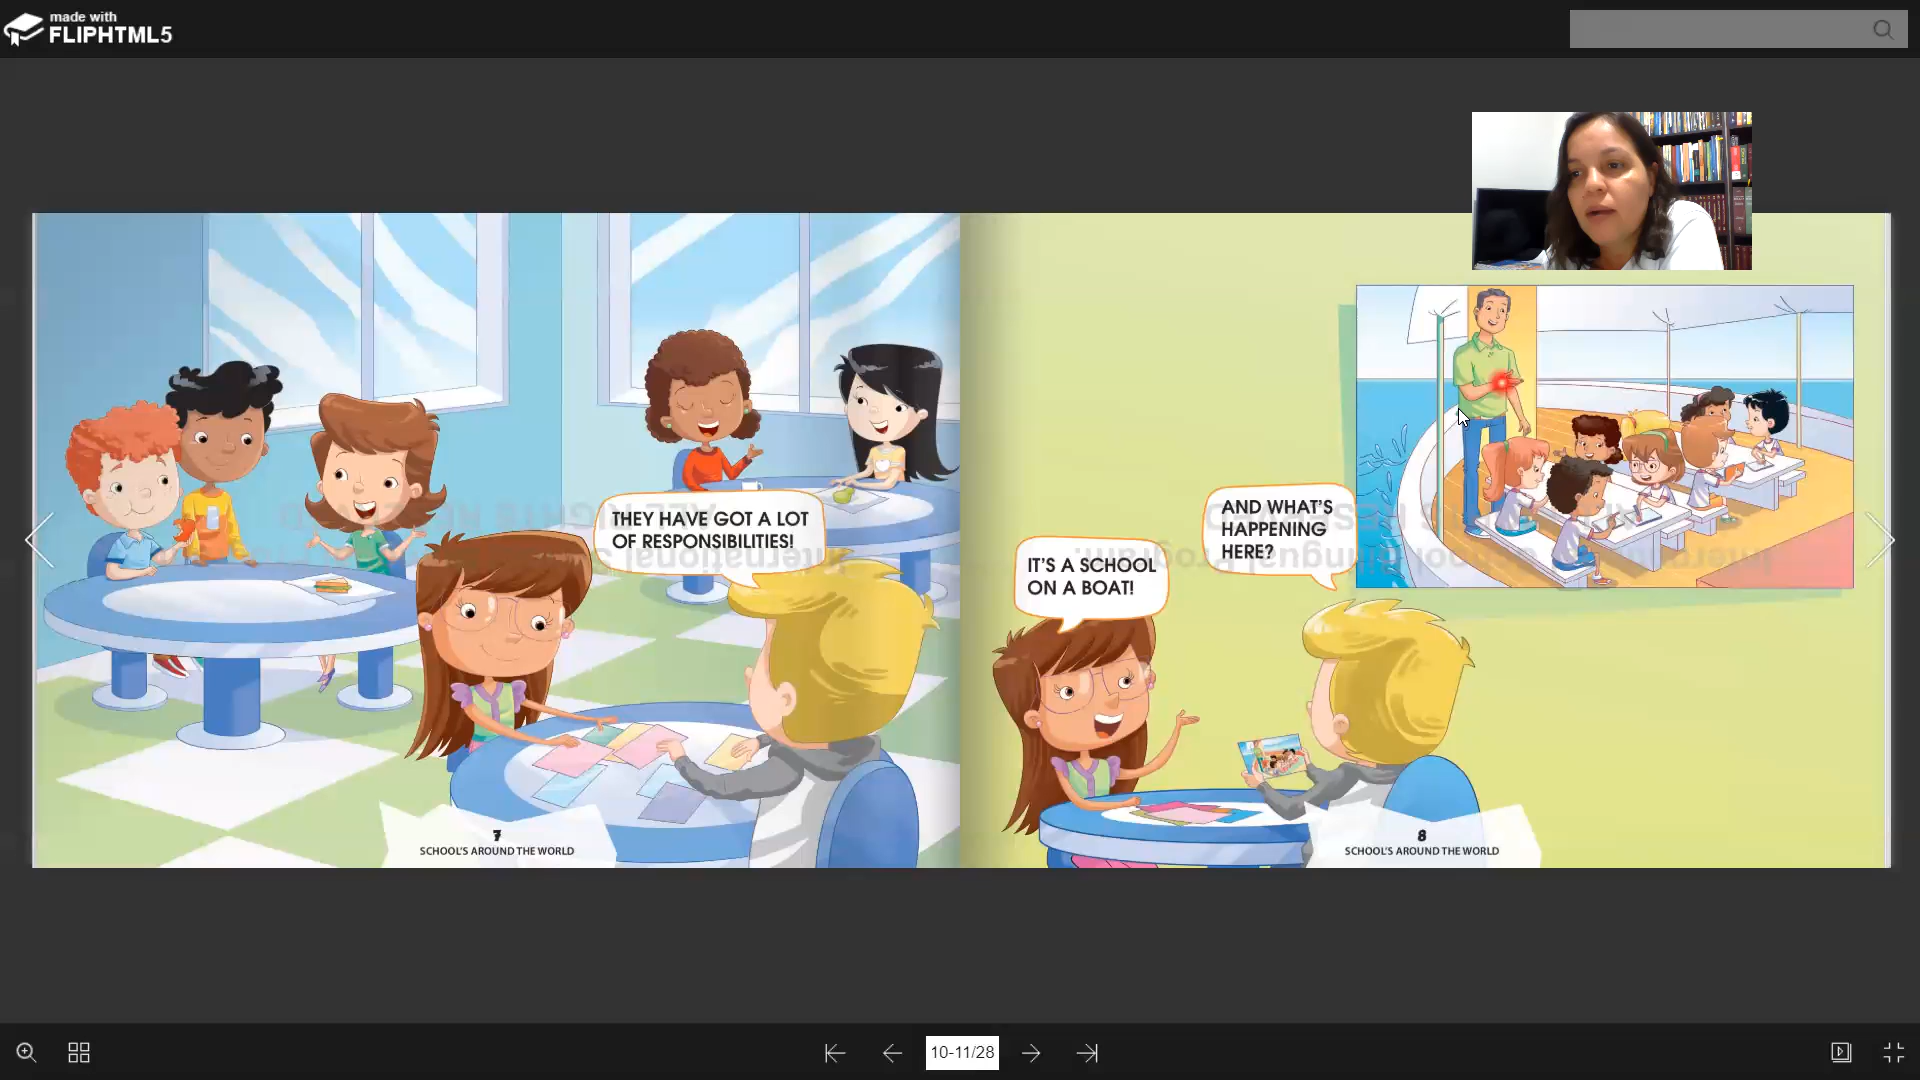 made with
FLIPHTML5
THEY HAVE GOT A LOT
OF RESPONSIBILITIES!
7
SCHOOL'S AROUND THE WORLD
AND WHAT'S
HAPPENING
HERE?
IT'S A SCHOOL
ON A BOAT!
8
SCHOOL'S AROUND THE WORLD
10-11/28